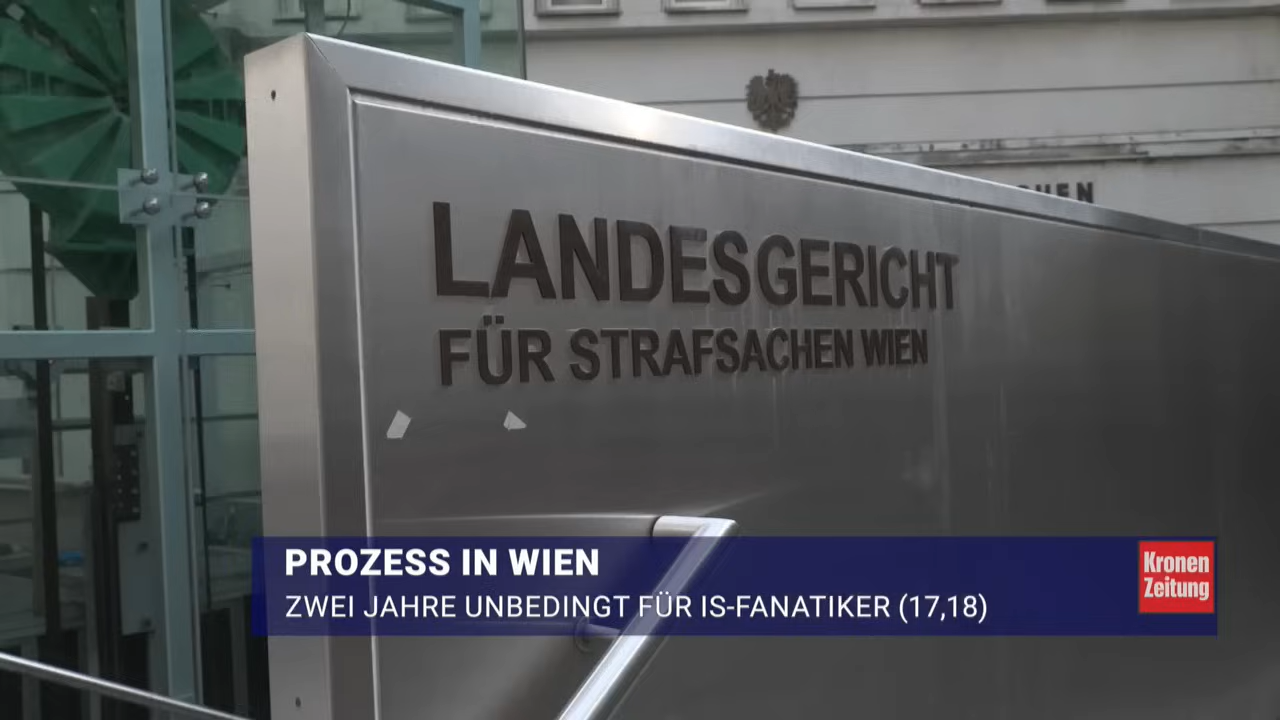 LANDESGERICHT
FÜR STRAFSACHEN WIEN
PROZESS IN WIEN
ZWEI JAHRE UNBEDINGT FÜR IS-FANATIKER (17,18)
Kronen
Zeitung